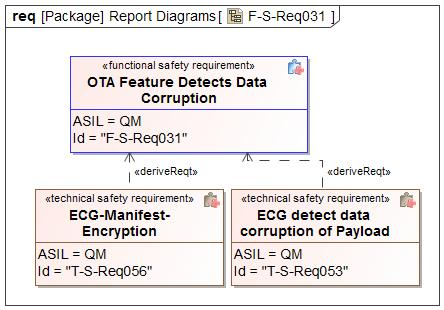 req [Package] Report Diagrams [ F-S-Req031 ]
«functional safety requirement»
OTA Feature Detects Data
Corruption
ASIL = QM
Id = "F-S-Req031"
«deriveReqt»
«deriveReqt»
«technical safety requirement»
ECG-Manifest-
Encryption
ASIL = QM
Id = "T-S-Req056"
«technical safety requirement»
ECG detect data
corruption of Payload
ASIL = QM
Id = "T-S-Req053"